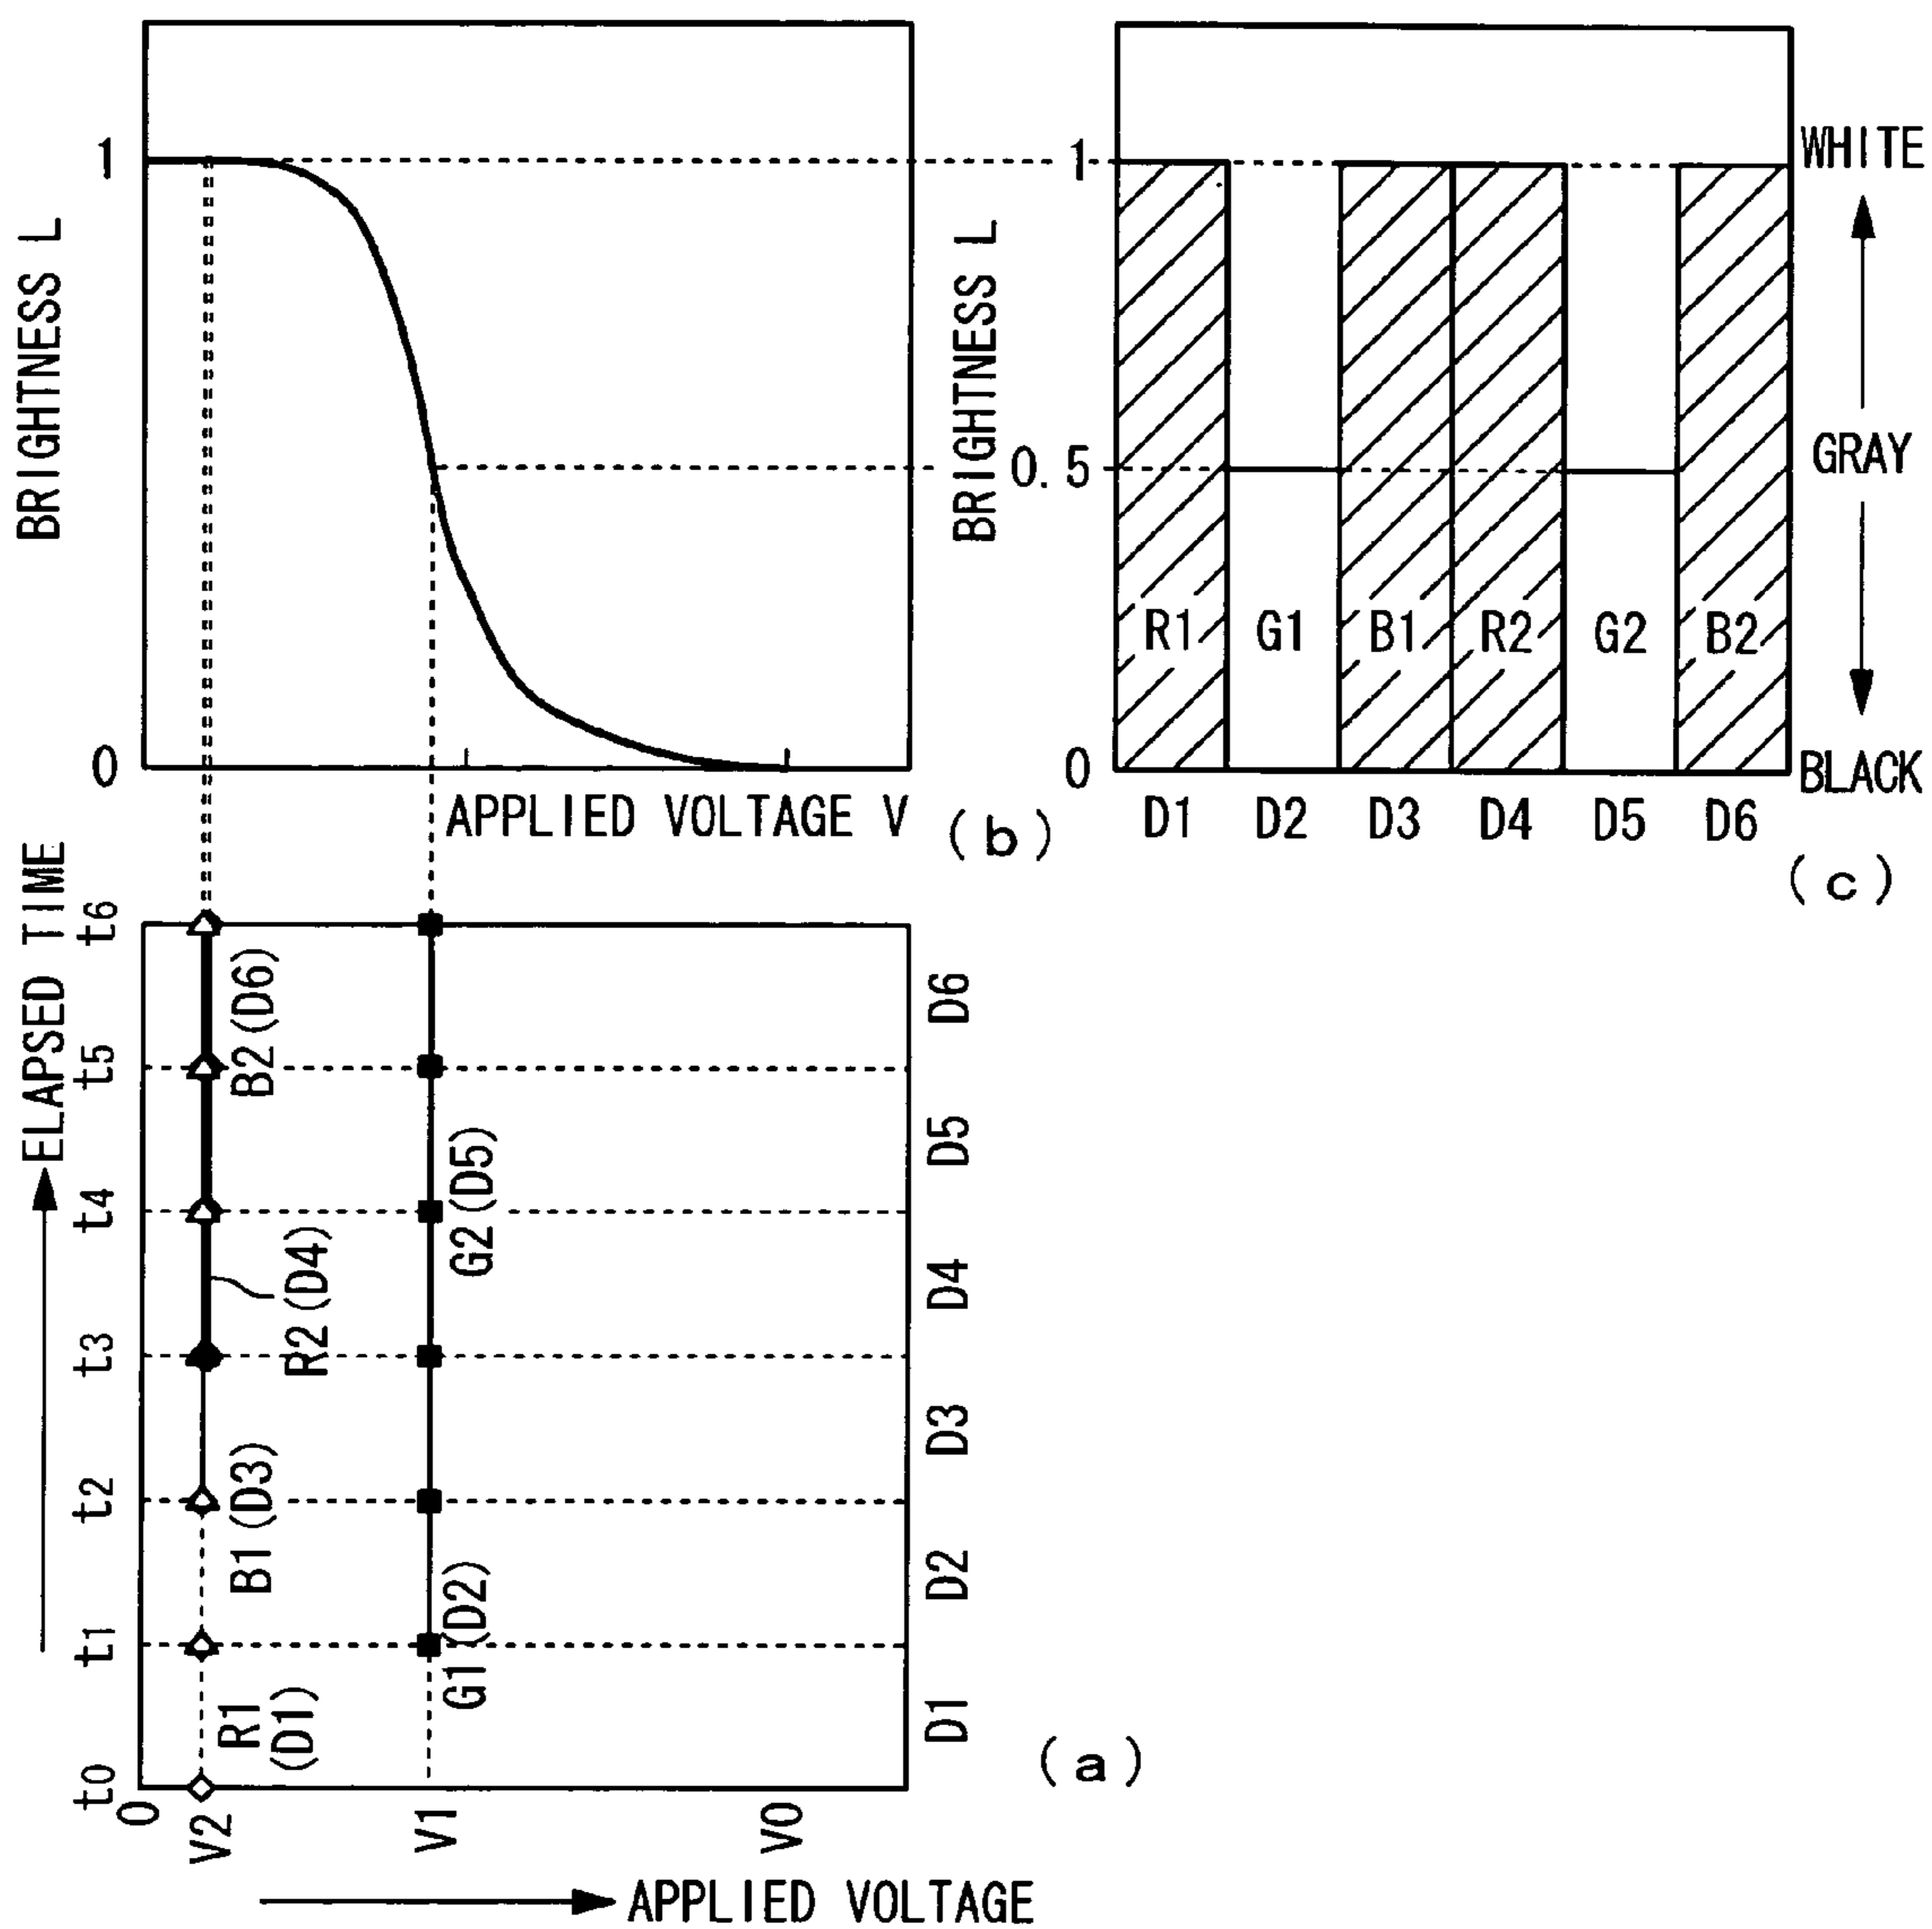 1
0
BRIGHTNESS L
APPLIED VOLTAGE V
(b)
1
0.5
0
BRIGHTNESS L
WHITE
GRAY
BLACK
R1
G1
B1
R2
G2
B2
D1
D2
D3
D4
D5
D6
(c)
ELAPSED TIME
t6
t5
t4
t3
t2
t1
t0
B2(D6)
G2(D5)
R2(D4)
B1(D3)
G1(D2)
R1
(D1)
D6
D5
D4
D3
D2
D1
(a)
0
V2
V1
V0
APPLIED VOLTAGE